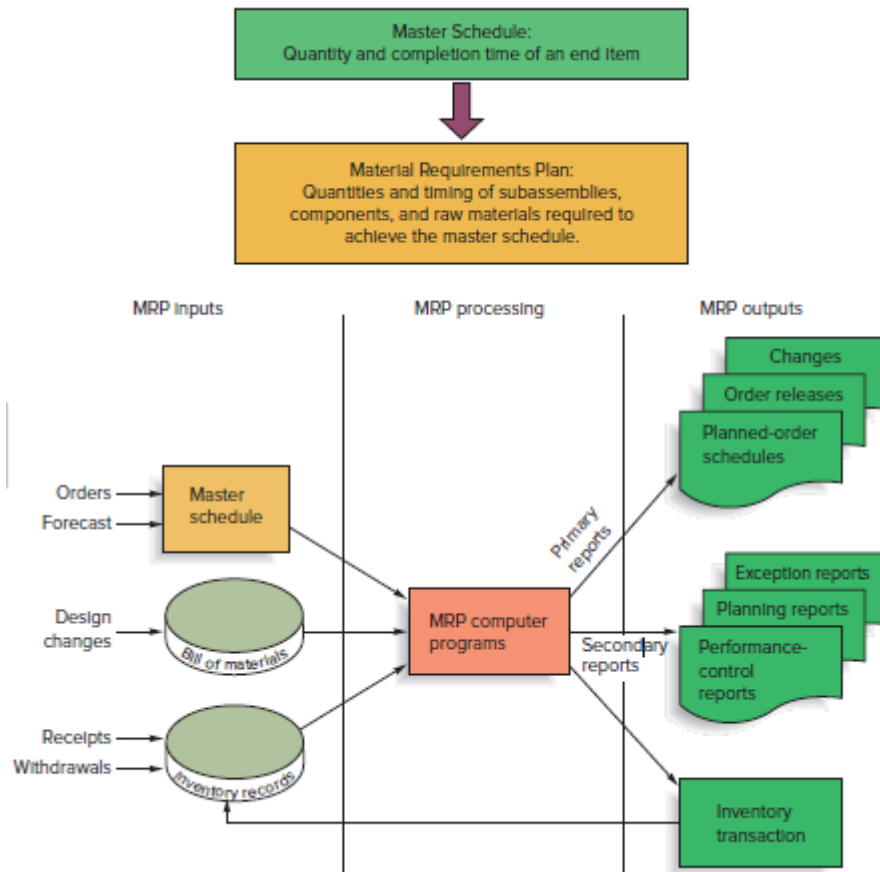 Master Schedule:
Quantity and completion time of an end item
Material Requirements Plan:
Quantities and timing of subassemblies,
components, and raw materials required to
achieve the master schedule.
MRP inputs
MRP processing
MRP outputs
Changes
Order releases
Planned-order
schedules
Orders
Forecast
Master
schedule
Primary
reports
Design
changes
Bill of materials
MRP computer
programs
Secondary
reports
Exception reports
Planning reports
Performance-
control
reports
Receipts
Withdrawals
Inventory records
Inventory
transaction